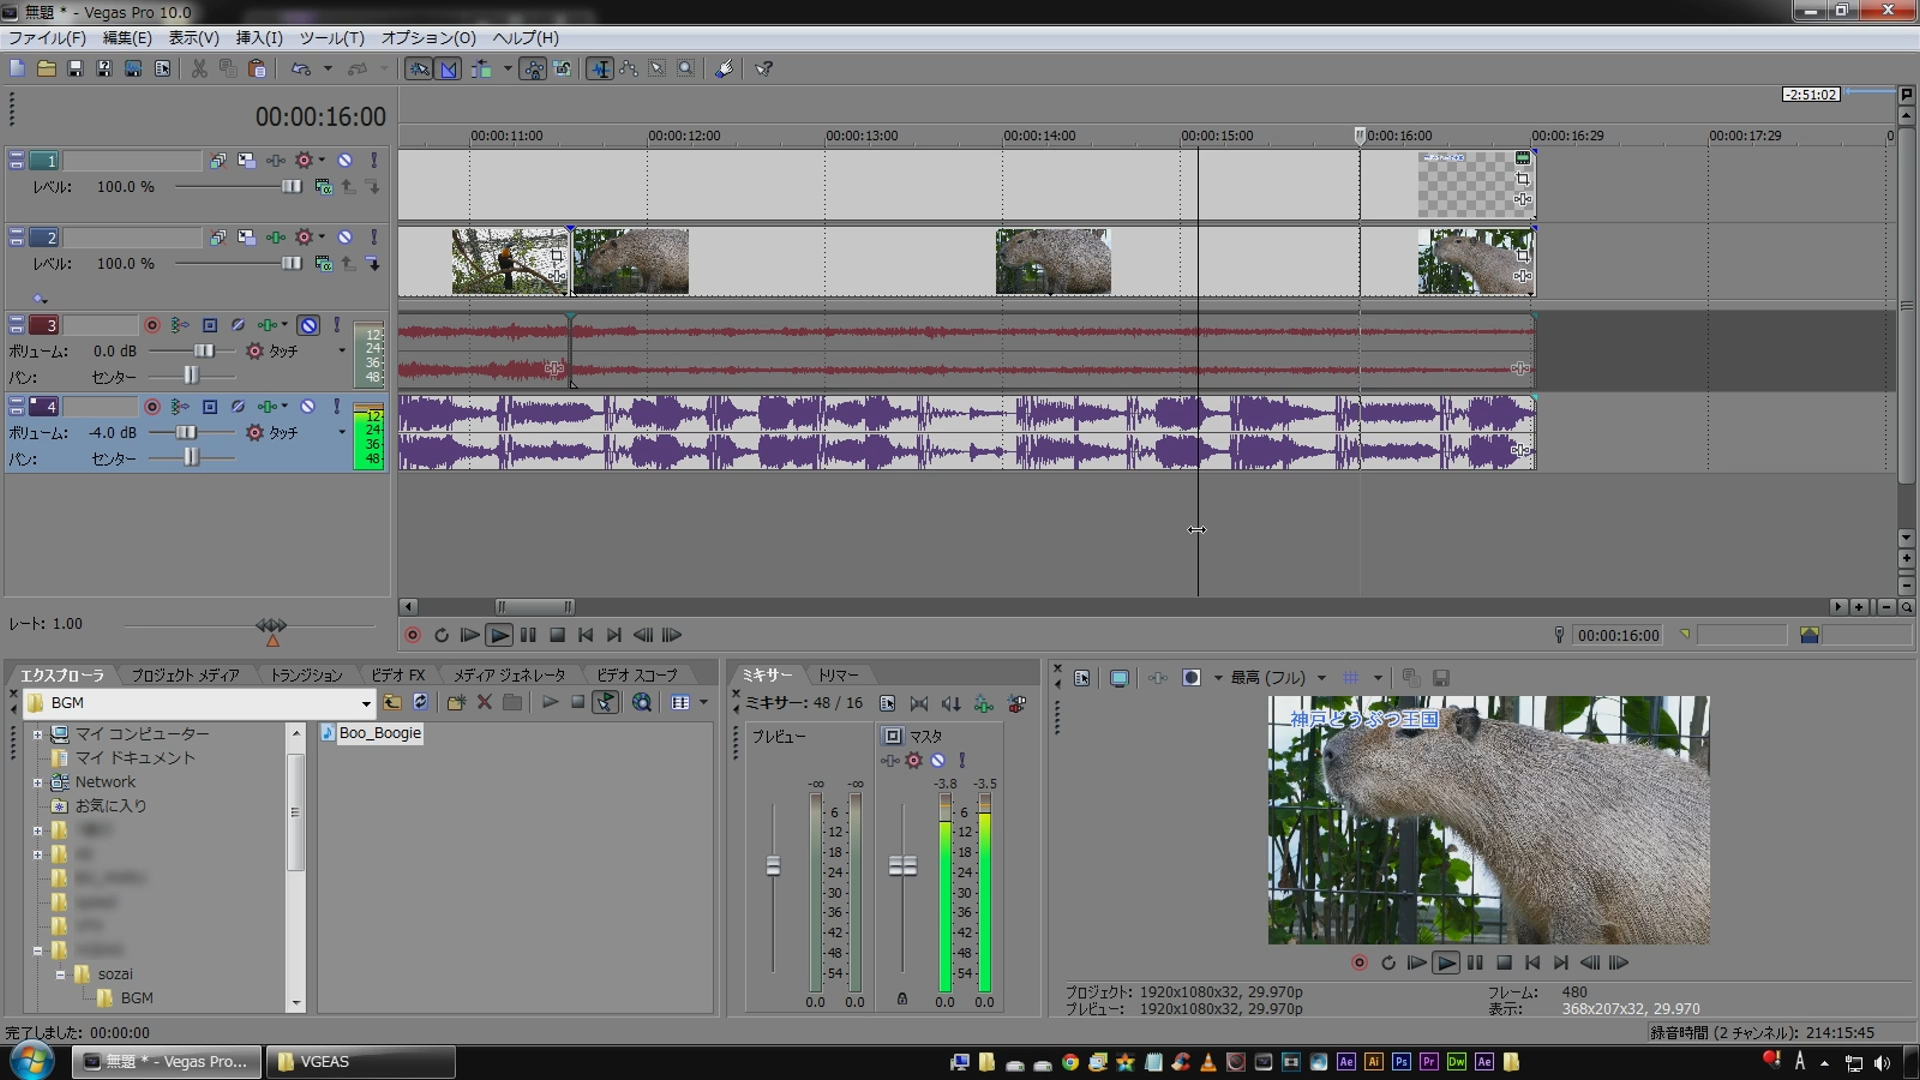 無題 * - Vegas Pro 10.0
ファイル(F) 編集(E) 表示(V) 挿入(I) ツール(T) オプション(O) ヘルプ(H)
00:00:16:00
-2:51:02
00:00:11:00 00:00:12:00 00:00:13:00 00:00:14:00 00:00:15:00 00:00:16:00 00:00:16:29 00:00:17:29 0
1
レベル: 100.0 %
2
レベル: 100.0 %
3
ボリューム: 0.0 dB タッチ
パン: センター
12
24
36
48
4
ボリューム: -4.0 dB タッチ
パン: センター
12
24
36
48
レート: 1.00
00:00:16:00
エクスプローラ プロジェクト メディア トランジション ビデオ FX メディア ジェネレータ ビデオ スコープ
BGM
マイ コンピューター
マイ ドキュメント
Network
お気に入り
sozai
BGM
Boo_Boogie
ミキサー トリマー
ミキサー: 48 / 16
プレビュー
マスタ
-∞ -∞ -3.8 -3.5
6 6
12 12
18 18
24 24
30 30
36 36
42 42
48 48
54 54
0.0 0.0 0.0 0.0
最高 (フル)
神戸どうぶつ王国
プロジェクト: 1920x1080x32, 29.970p
プレビュー: 1920x1080x32, 29.970p
フレーム: 480
表示: 368x207x32, 29.970
完了しました: 00:00:00
録音時間 (2 チャンネル): 214:15:45
無題 * - Vegas Pro...
VGEAS
Ae Ai Ps Pr Dw Ae
A